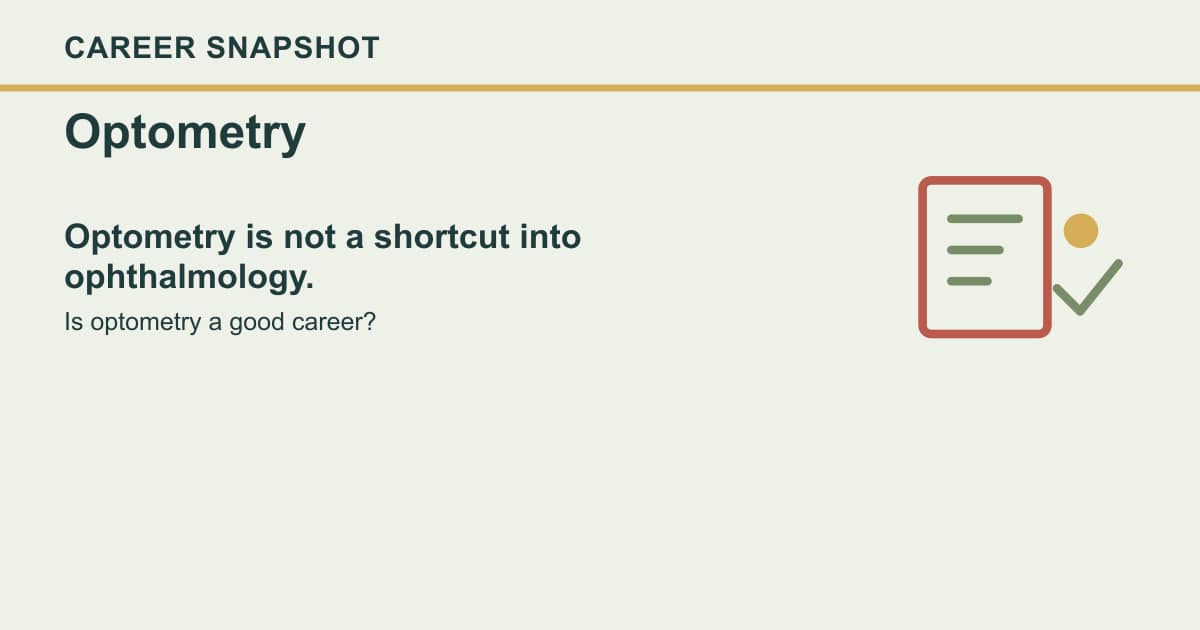 CAREER SNAPSHOT
Optometry
Optometry is not a shortcut into
ophthalmology.
Is optometry a good career?